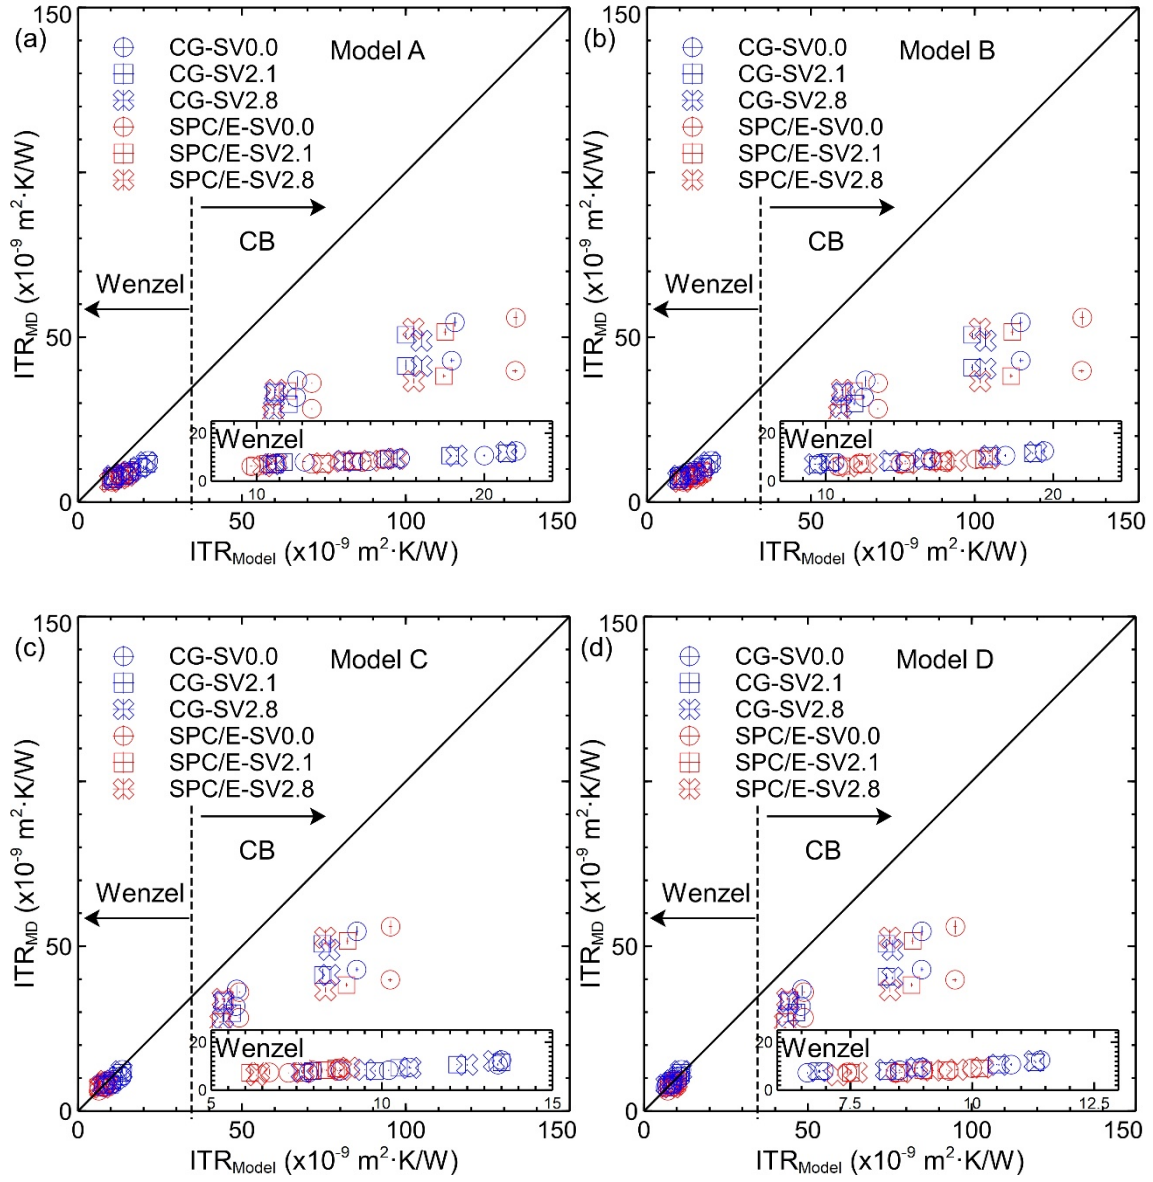 (a)
150
Model A
CG-SV0.0
CG-SV2.1
CG-SV2.8
SPC/E-SV0.0
SPC/E-SV2.1
SPC/E-SV2.8
CB
Wenzel
50
0
ITR_MD (x10⁻⁹ m²·K/W)
Wenzel
20
0
10
20
0
50
100
150
ITR_Model (x10⁻⁹ m²·K/W)
(b)
150
Model B
CG-SV0.0
CG-SV2.1
CG-SV2.8
SPC/E-SV0.0
SPC/E-SV2.1
SPC/E-SV2.8
CB
Wenzel
50
0
ITR_MD (x10⁻⁹ m²·K/W)
Wenzel
20
0
10
20
0
50
100
150
ITR_Model (x10⁻⁹ m²·K/W)
(c)
150
Model C
CG-SV0.0
CG-SV2.1
CG-SV2.8
SPC/E-SV0.0
SPC/E-SV2.1
SPC/E-SV2.8
CB
Wenzel
50
0
ITR_MD (x10⁻⁹ m²·K/W)
Wenzel
20
0
5
10
15
0
50
100
150
ITR_Model (x10⁻⁹ m²·K/W)
(d)
150
Model D
CG-SV0.0
CG-SV2.1
CG-SV2.8
SPC/E-SV0.0
SPC/E-SV2.1
SPC/E-SV2.8
CB
Wenzel
50
0
ITR_MD (x10⁻⁹ m²·K/W)
Wenzel
20
0
7.5
10
12.5
0
50
100
150
ITR_Model (x10⁻⁹ m²·K/W)